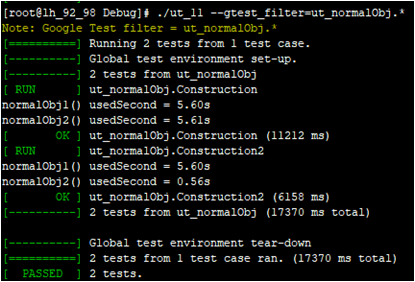 [root@lh_92_98 Debug]# ./ut_ll --gtest_filter=ut_normalObj.*
Note: Google Test filter = ut_normalObj.*
[==========] Running 2 tests from 1 test case.
[----------] Global test environment set-up.
[----------] 2 tests from ut_normalObj
[ RUN      ] ut_normalObj.Construction
normalObj1() usedSecond = 5.60s
normalObj2() usedSecond = 5.61s
[       OK ] ut_normalObj.Construction (11212 ms)
[ RUN      ] ut_normalObj.Construction2
normalObj1() usedSecond = 5.60s
normalObj2() usedSecond = 0.56s
[       OK ] ut_normalObj.Construction2 (6158 ms)
[----------] 2 tests from ut_normalObj (17370 ms total)
[----------] Global test environment tear-down
[==========] 2 tests from 1 test case ran. (17370 ms total)
[  PASSED  ] 2 tests.